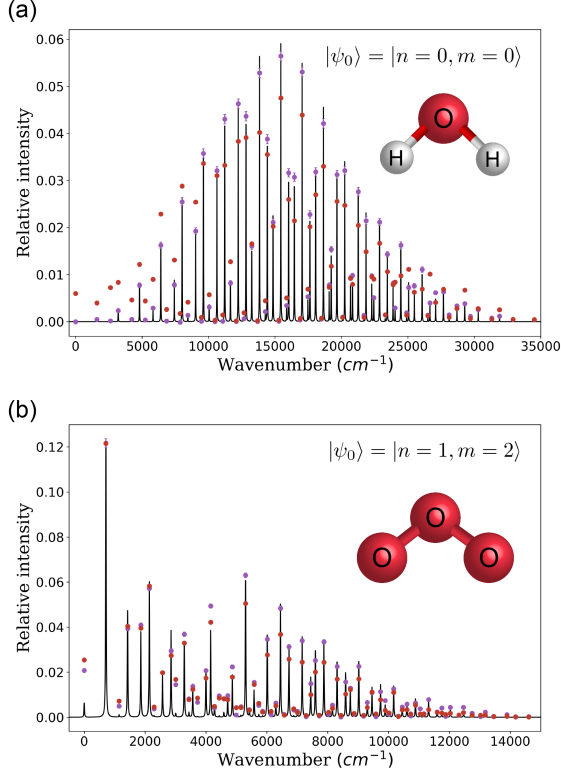 (a)
|ψ₀⟩ = |n = 0, m = 0⟩
Relative intensity
0.06
0.05
0.04
0.03
0.02
0.01
0.00
O
H H
0 5000 10000 15000 20000 25000 30000 35000
Wavenumber (cm⁻¹)
(b)
|ψ₀⟩ = |n = 1, m = 2⟩
Relative intensity
0.12
0.10
0.08
0.06
0.04
0.02
0.00
O
O O
0 2000 4000 6000 8000 10000 12000 14000
Wavenumber (cm⁻¹)